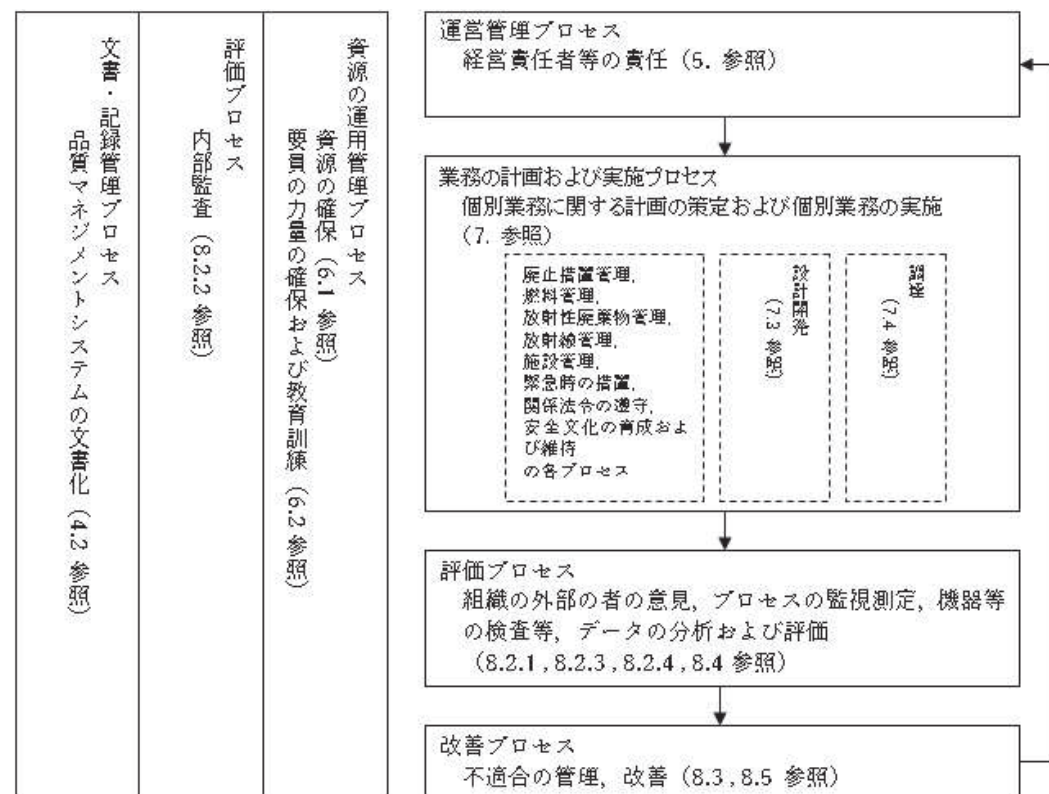 文書・記録管理プロセス
品質マネジメントシステムの文書化（4.2 参照）
評価プロセス
内部監査（8.2.2 参照）
資源の運用管理プロセス
資源の確保（6.1 参照）
要員の力量の確保および教育訓練（6.2 参照）
運営管理プロセス
経営責任者等の責任（5. 参照）
業務の計画および実施プロセス
個別業務に関する計画の策定および個別業務の実施
（7. 参照）
廃止措置管理，
燃料管理，
放射性廃棄物管理，
放射線管理，
施設管理，
緊急時の措置，
関係法令の遵守，
安全文化の育成およ
び維持
の各プロセス
設計開発
（7.3 参照）
調達
（7.4 参照）
評価プロセス
組織の外部の者の意見，プロセスの監視測定，機器等
の検査等，データの分析および評価
（8.2.1 , 8.2.3 , 8.2.4 , 8.4 参照）
改善プロセス
不適合の管理，改善（8.3 , 8.5 参照）